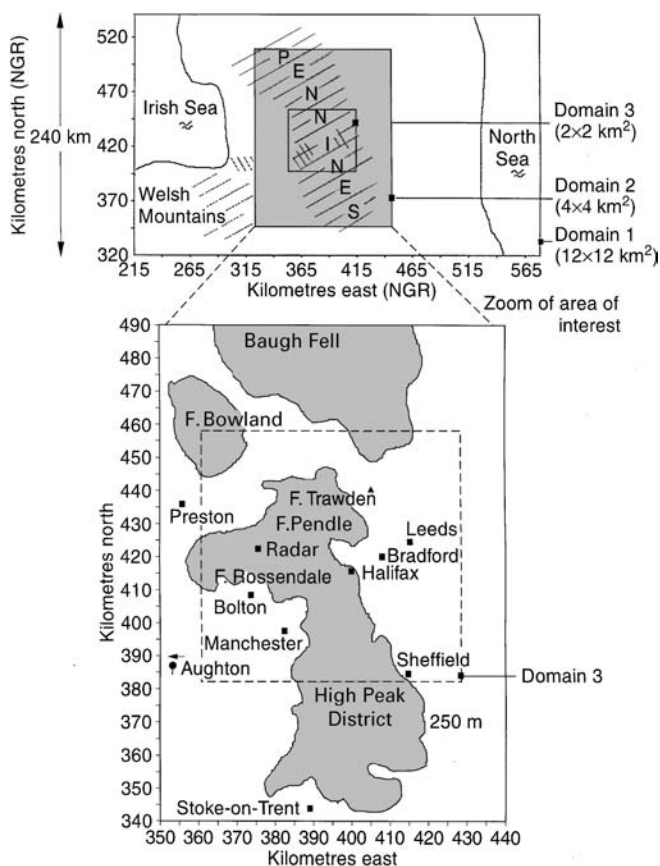 Kilometres north (NGR)
240 km
540
490
470
440
420
370
320
Irish Sea
Welsh
Mountains
P
E
N
N
I
N
E
S
North
Sea
Domain 3
(2×2 km²)
Domain 2
(4×4 km²)
Domain 1
(12×12 km²)
215 265 315 365 415 465 515 565
Kilometres east (NGR)
Zoom of area of
interest
Kilometres north
490
480
470
460
450
440
430
420
410
400
390
380
370
360
350
340
Baugh Fell
F. Bowland
F. Trawden
Preston
F.Pendle
Leeds
Radar
Bradford
Halifax
F. Rossendale
Bolton
Manchester
Aughton
Sheffield
Domain 3
High Peak
District
250 m
Stoke-on-Trent
350 360 370 380 390 400 410 420 430 440
Kilometres east